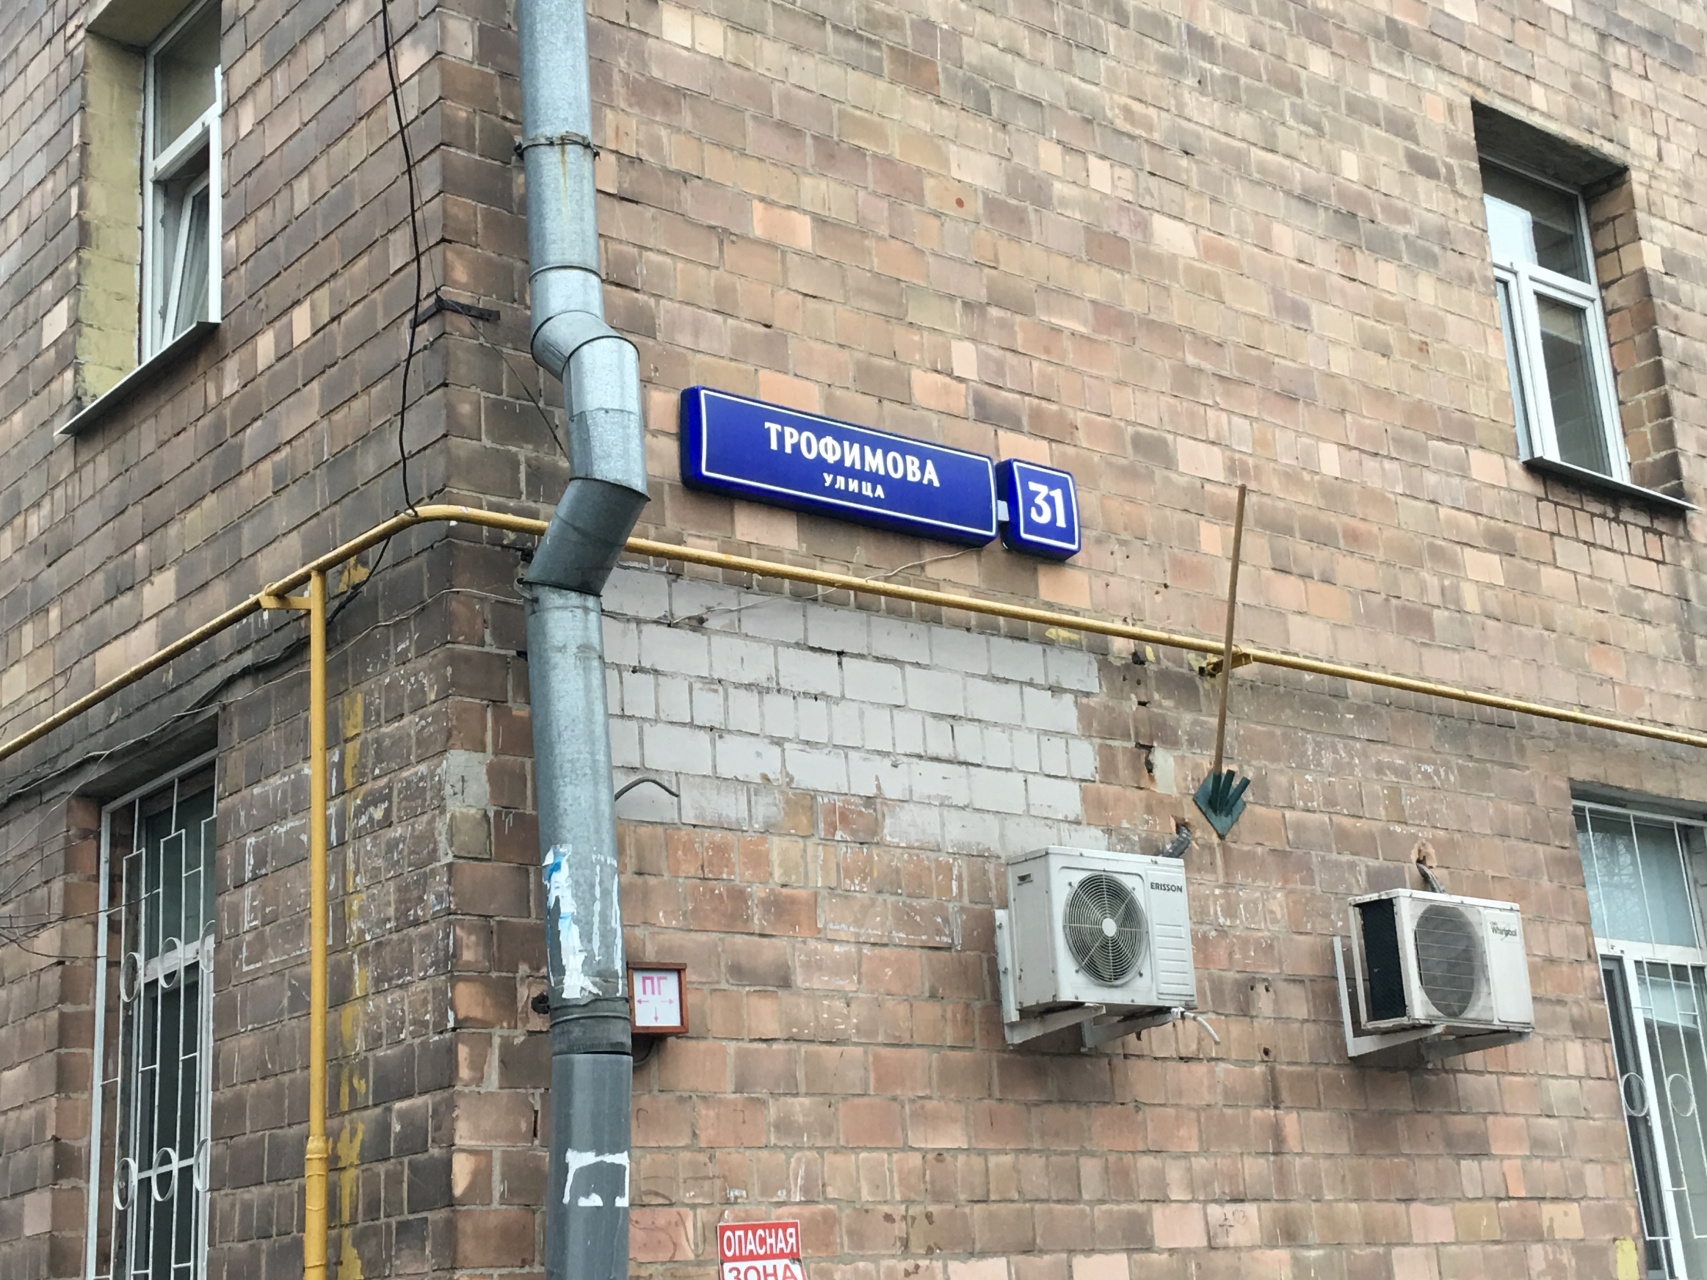 ТРОФИМОВА
УЛИЦА
31
ERISSON
Whirlpool
ПГ
ОПАСНАЯ
ЗОНА